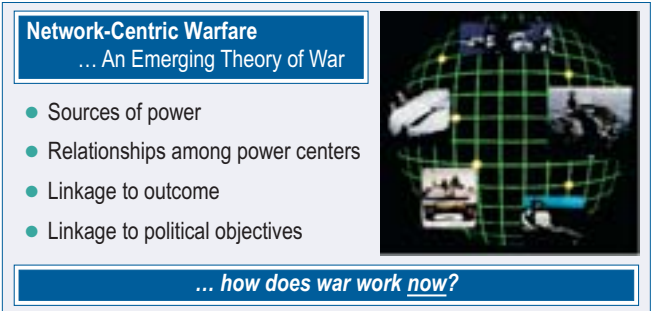 Network-Centric Warfare
… An Emerging Theory of War
● Sources of power
● Relationships among power centers
● Linkage to outcome
● Linkage to political objectives
… how does war work now?